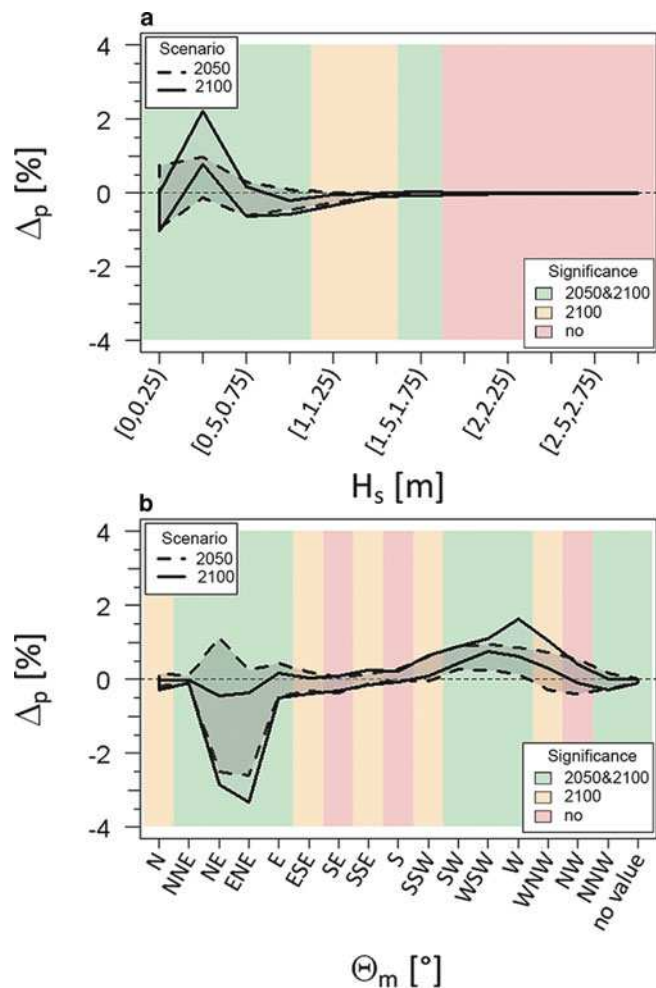 a
Scenario
2050
2100
4
2
0
-2
-4
Δp [%]
Significance
2050&2100
2100
no
[0,0.25)
[0.5,0.75)
[1,1.25)
[1.5,1.75)
[2,2.25)
[2.5,2.75)
Hs [m]
b
Scenario
2050
2100
4
2
0
-2
-4
Δp [%]
Significance
2050&2100
2100
no
N
NNE
NE
ENE
E
ESE
SE
SSE
S
SSW
SW
WSW
W
WNW
NW
NNW
no value
Θm [°]